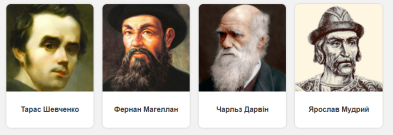 Тарас Шевченко
Фернан Магеллан
Чарльз Дарвін
Ярослав Мудрий